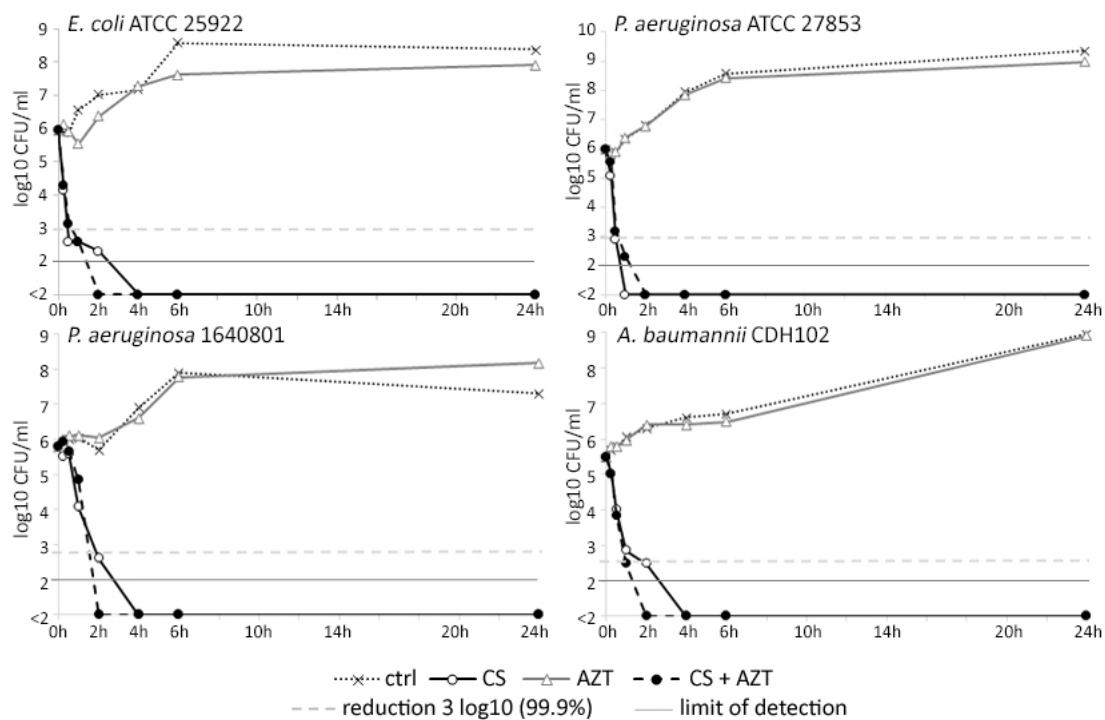 E. coli ATCC 25922
log10 CFU/ml
9
8
7
6
5
4
3
2
<2
0h 2h 4h 6h 10h 14h 20h 24h
P. aeruginosa ATCC 27853
log10 CFU/ml
10
9
8
7
6
5
4
3
2
<2
0h 2h 4h 6h 10h 14h 20h 24h
P. aeruginosa 1640801
log10 CFU/ml
9
8
7
6
5
4
3
2
<2
0h 2h 4h 6h 10h 14h 20h 24h
A. baumannii CDH102
log10 CFU/ml
9
8
7
6
5
4
3
2
<2
0h 2h 4h 6h 10h 14h 20h 24h
ctrl CS AZT CS + AZT
reduction 3 log10 (99.9%) limit of detection